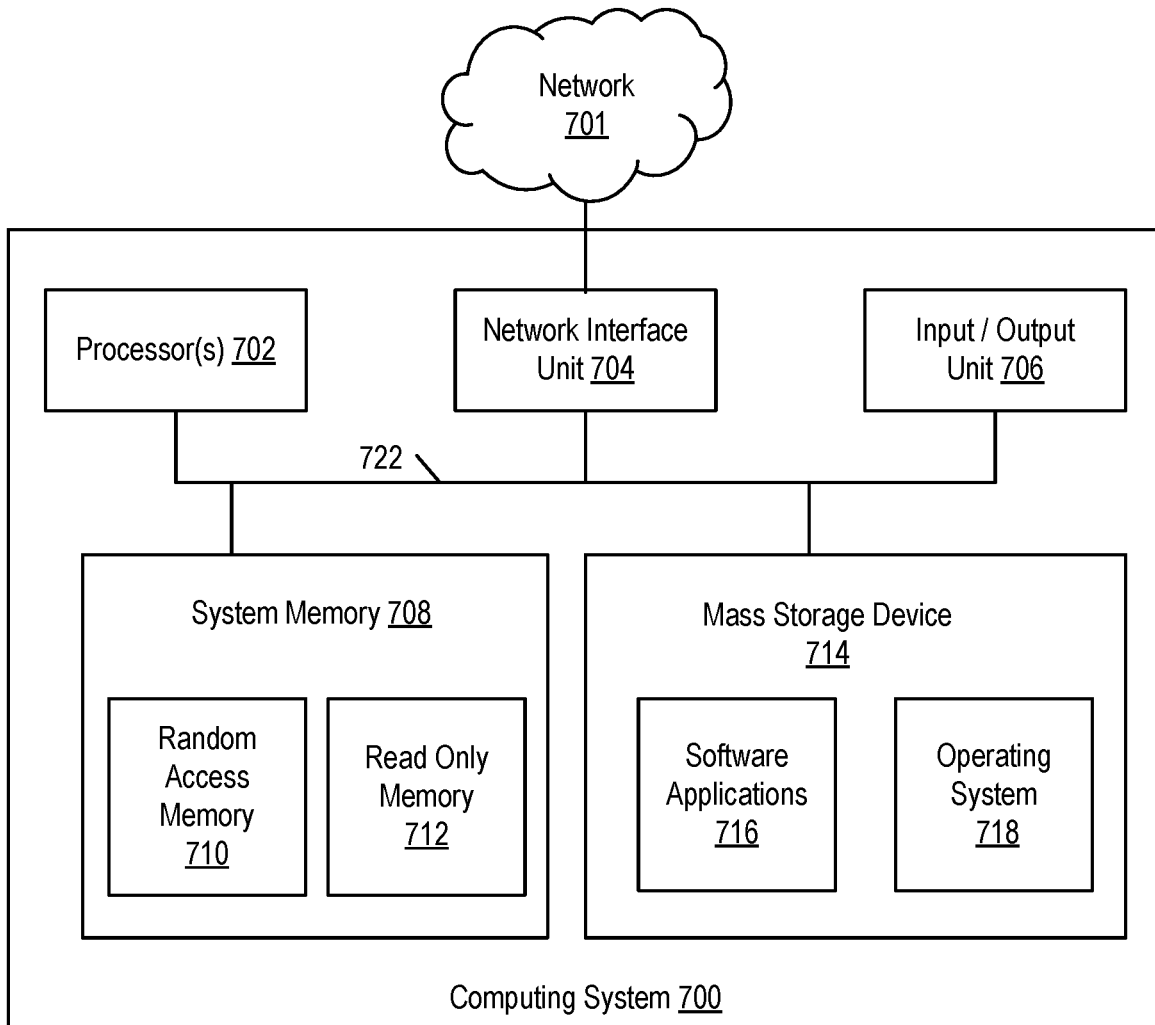 Network
701
Processor(s) 702
Network Interface
Unit 704
Input / Output
Unit 706
722
System Memory 708
Random
Access
Memory
710
Read Only
Memory
712
Mass Storage Device
714
Software
Applications
716
Operating
System
718
Computing System 700